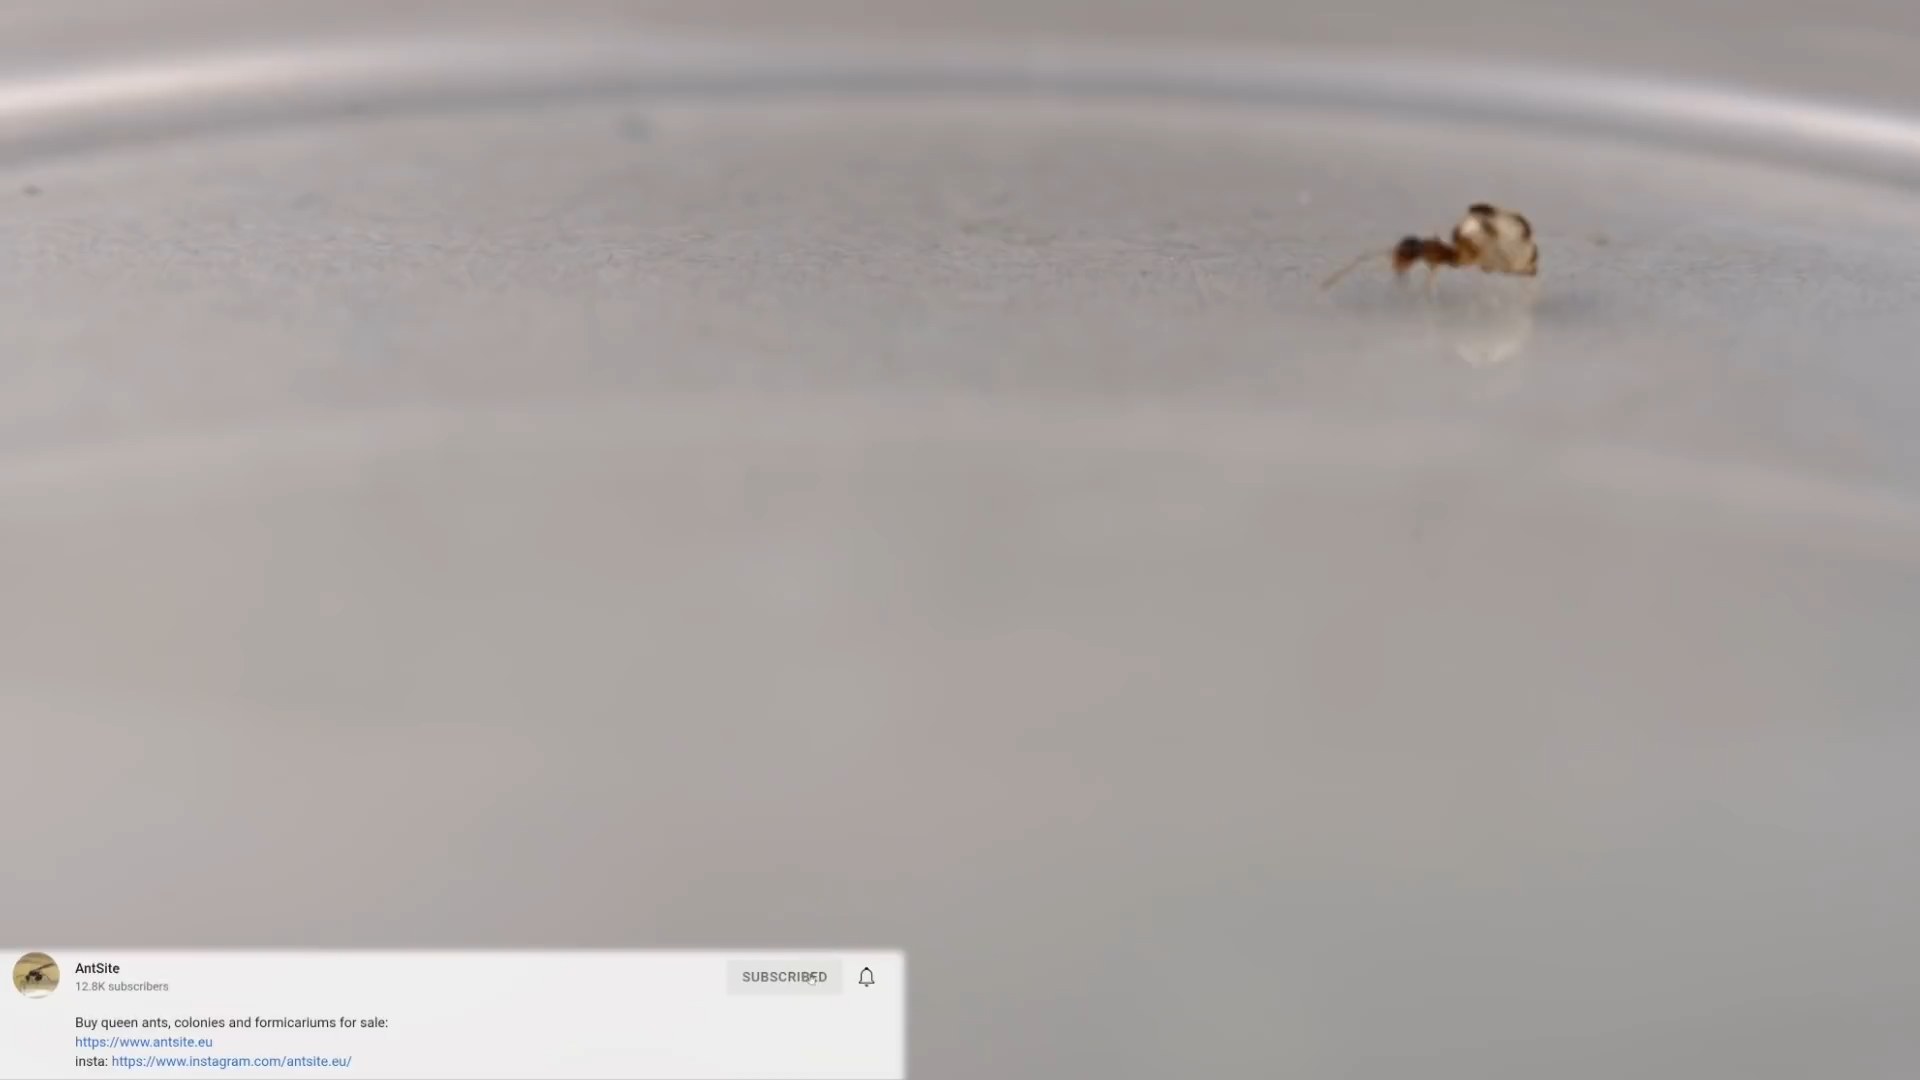 AntSite
12.8K subscribers
SUBSCRIBED
Buy queen ants, colonies and formicariums for sale:
https://www.antsite.eu
insta: https://www.instagram.com/antsite.eu/